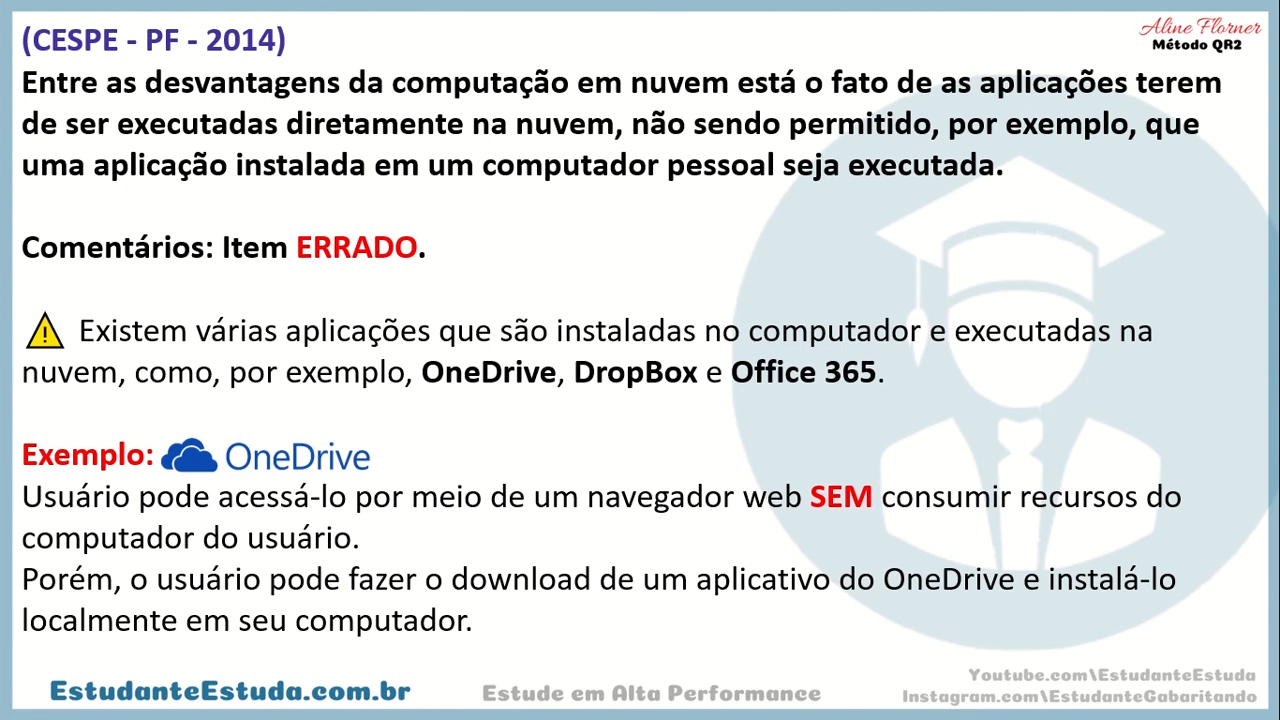 (CESPE - PF - 2014)
Aline Florner
Método QR2
Entre as desvantagens da computação em nuvem está o fato de as aplicações terem
de ser executadas diretamente na nuvem, não sendo permitido, por exemplo, que
uma aplicação instalada em um computador pessoal seja executada.
Comentários: Item ERRADO.
Existem várias aplicações que são instaladas no computador e executadas na
nuvem, como, por exemplo, OneDrive, DropBox e Office 365.
Exemplo: OneDrive
Usuário pode acessá-lo por meio de um navegador web SEM consumir recursos do
computador do usuário.
Porém, o usuário pode fazer o download de um aplicativo do OneDrive e instalá-lo
localmente em seu computador.
EstudanteEstuda.com.br
Estude em Alta Performance
Youtube.com\EstudanteEstuda
Instagram.com\EstudanteGabaritando